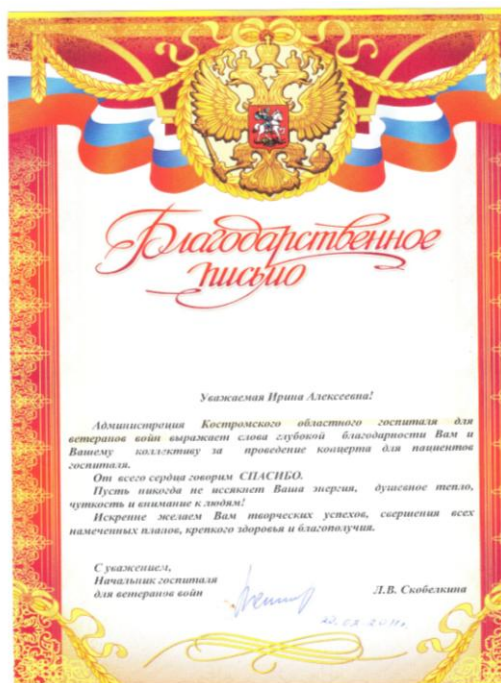 Благодарственное
письмо
Уважаемая Ирина Алексеевна!
Администрация Костромского областного госпиталя для
ветеранов войн выражает слова глубокой благодарности Вам и
Вашему коллективу за проведение концерта для пациентов
госпиталя.
От всего сердца говорим СПАСИБО.
Пусть никогда не иссякнет Ваша энергия, душевное тепло,
чуткость и внимание к людям!
Искренне желаем Вам творческих успехов, свершения всех
намеченных планов, крепкого здоровья и благополучия.
С уважением,
Начальник госпиталя
для ветеранов войн
Л.В. Скобелкина